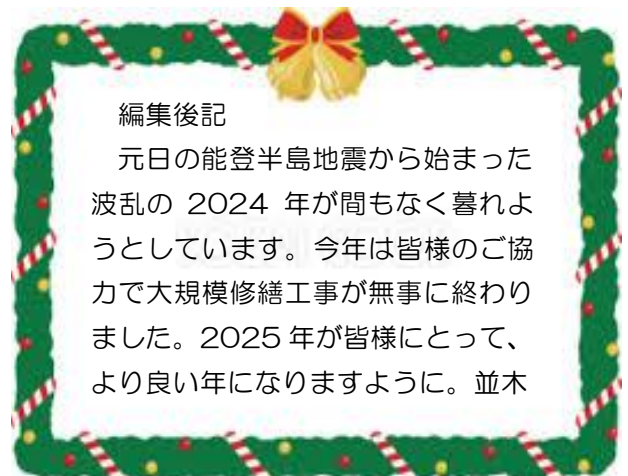 編集後記
元日の能登半島地震から始まった
波乱の 2024 年が間もなく暮れよ
うとしています。今年は皆様のご協
力で大規模修繕工事が無事に終わり
ました。2025 年が皆様にとって、
より良い年になりますように。並木